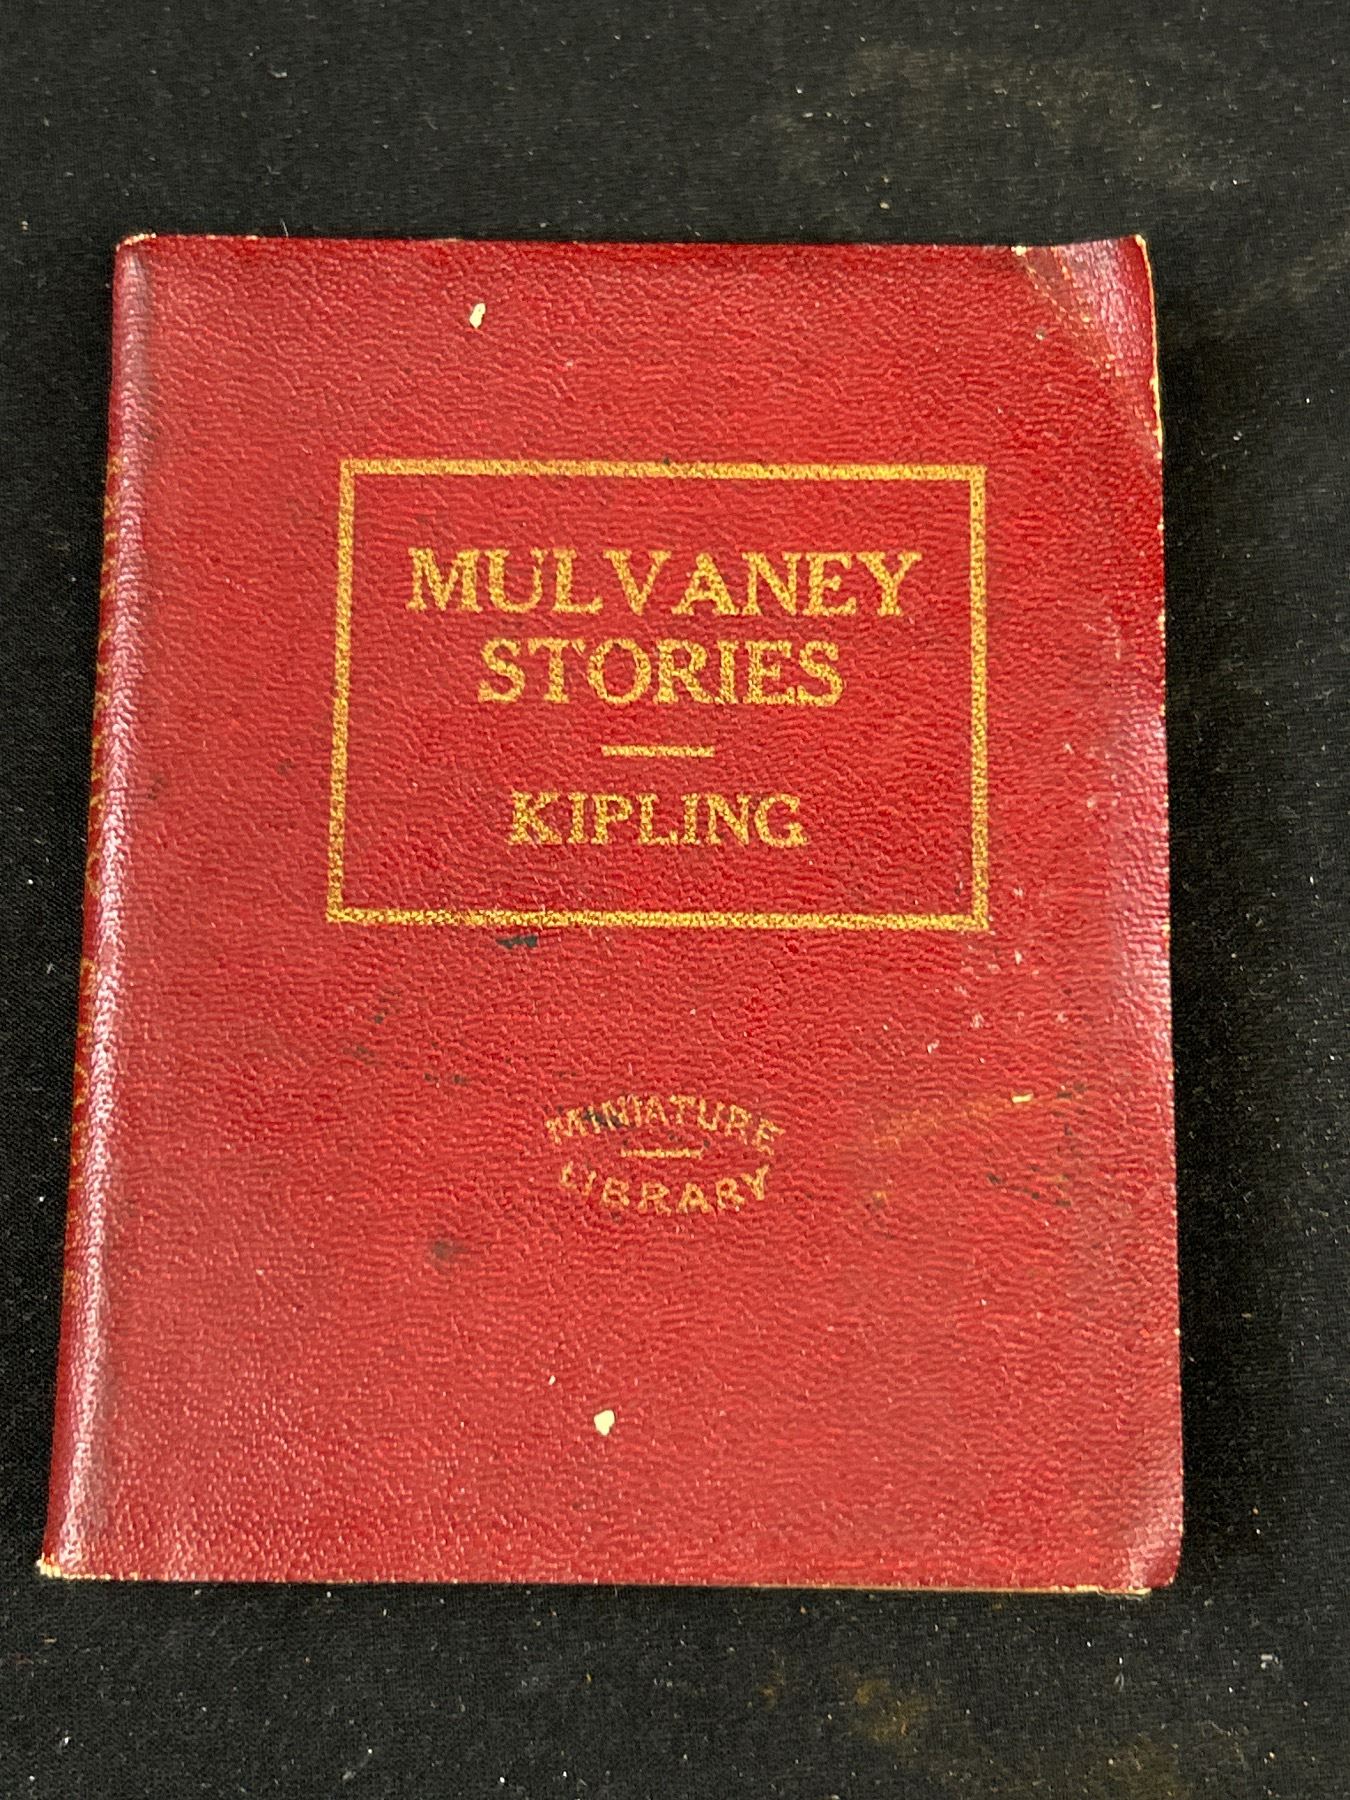 MULVANEY
STORIES
KIPLING
MINIATURE
LIBRARY